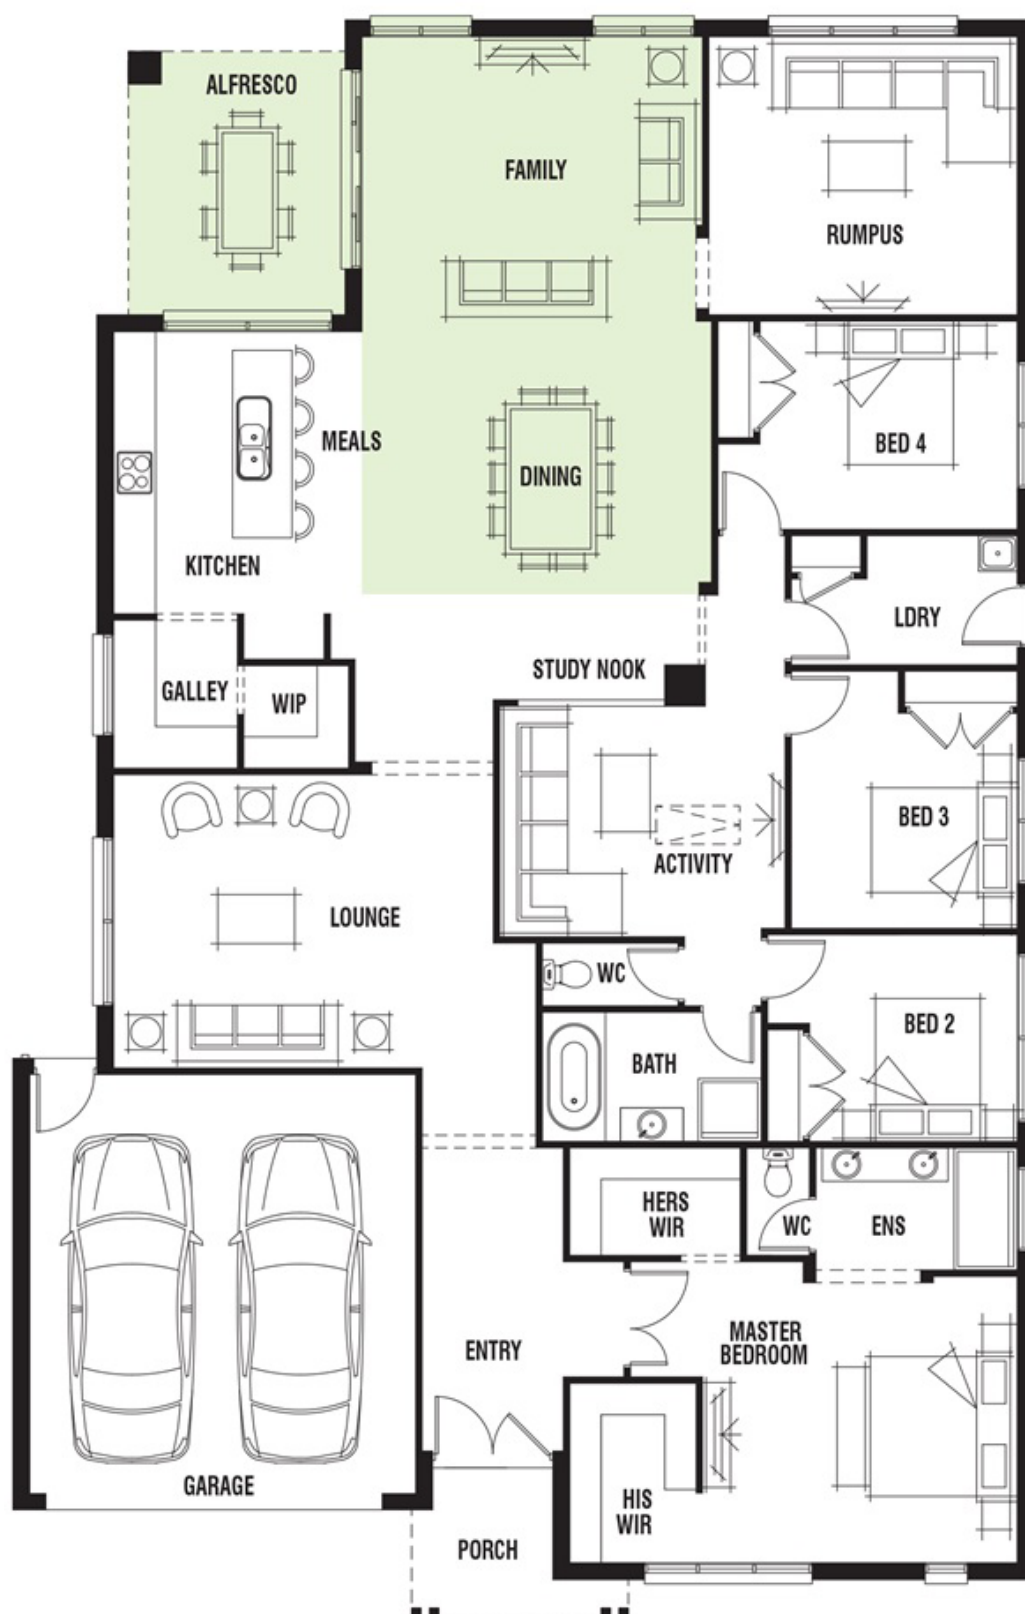 ALFRESCO
FAMILY
RUMPUS
MEALS
BED 4
DINING
KITCHEN
LDRY
STUDY NOOK
GALLEY
WIP
BED 3
ACTIVITY
LOUNGE
WC
BED 2
BATH
HERS
WIR
WC
ENS
MASTER
BEDROOM
ENTRY
GARAGE
HIS
WIR
PORCH